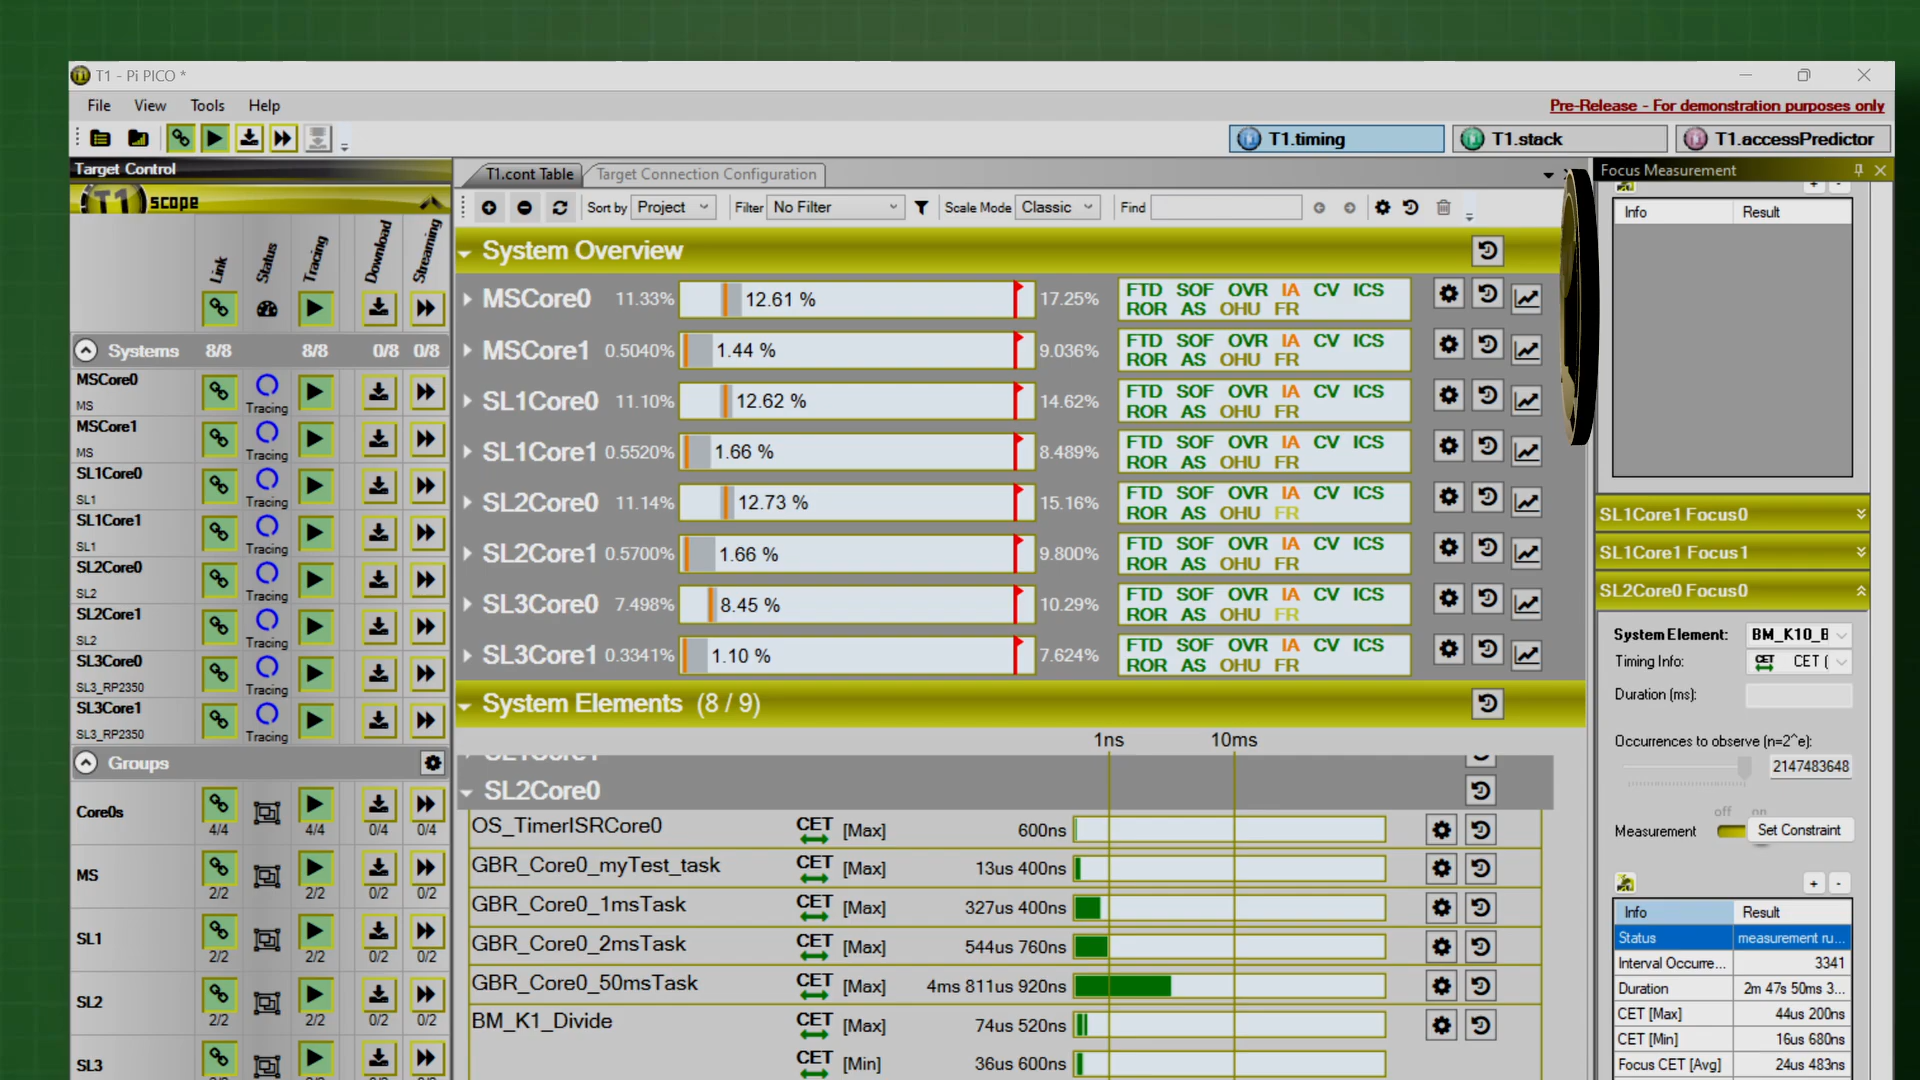 T1 - Pi PICO *
File View Tools Help
Pre-Release - For demonstration purposes only
T1.timing T1.stack T1.accessPredictor
Target Control
T1 scope
Link Status Tracing Download Streaming
Systems 8/8 8/8 0/8 0/8
MSCore0
MS Tracing
MSCore1
MS Tracing
SL1Core0
SL1 Tracing
SL1Core1
SL1 Tracing
SL2Core0
SL2 Tracing
SL2Core1
SL2 Tracing
SL3Core0
SL3_RP2350 Tracing
SL3Core1
SL3_RP2350 Tracing
Groups
Core0s 4/4 4/4 0/4 0/4
MS 2/2 2/2 0/2 0/2
SL1 2/2 2/2 0/2 0/2
SL2 2/2 2/2 0/2 0/2
SL3
T1.cont Table Target Connection Configuration
Sort by Project Filter No Filter Scale Mode Classic Find
System Overview
MSCore0 11.33% 12.61 % 17.25% FTD SOF OVR IA CV ICS
ROR AS OHU FR
MSCore1 0.5040% 1.44 % 9.036% FTD SOF OVR IA CV ICS
ROR AS OHU FR
SL1Core0 11.10% 12.62 % 14.62% FTD SOF OVR IA CV ICS
ROR AS OHU FR
SL1Core1 0.5520% 1.66 % 8.489% FTD SOF OVR IA CV ICS
ROR AS OHU FR
SL2Core0 11.14% 12.73 % 15.16% FTD SOF OVR IA CV ICS
ROR AS OHU FR
SL2Core1 0.5700% 1.66 % 9.800% FTD SOF OVR IA CV ICS
ROR AS OHU FR
SL3Core0 7.498% 8.45 % 10.29% FTD SOF OVR IA CV ICS
ROR AS OHU FR
SL3Core1 0.3341% 1.10 % 7.624% FTD SOF OVR IA CV ICS
ROR AS OHU FR
System Elements (8 / 9)
1ns 10ms
SL2Core0
OS_TimerISRCore0 CET [Max] 600ns
GBR_Core0_myTest_task CET [Max] 13us 400ns
GBR_Core0_1msTask CET [Max] 327us 400ns
GBR_Core0_2msTask CET [Max] 544us 760ns
GBR_Core0_50msTask CET [Max] 4ms 811us 920ns
BM_K1_Divide CET [Max] 74us 520ns
CET [Min] 36us 600ns
Focus Measurement
+ -
Info Result
SL1Core1 Focus0
SL1Core1 Focus1
SL2Core0 Focus0
System Element: BM_K10_B
Timing Info: CET CET (
Duration (ms):
Occurrences to observe (n=2^e):
2147483648
off on
Measurement Set Constraint
+ -
Info Result
Status measurement ru...
Interval Occurre... 3341
Duration 2m 47s 50ms 3...
CET [Max] 44us 200ns
CET [Min] 16us 680ns
Focus CET [Avg] 24us 483ns